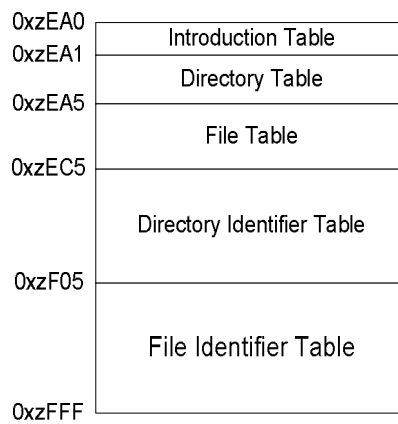 0xzEA0
Introduction Table
0xzEA1
Directory Table
0xzEA5
File Table
0xzEC5
Directory Identifier Table
0xzF05
File Identifier Table
0xzFFF